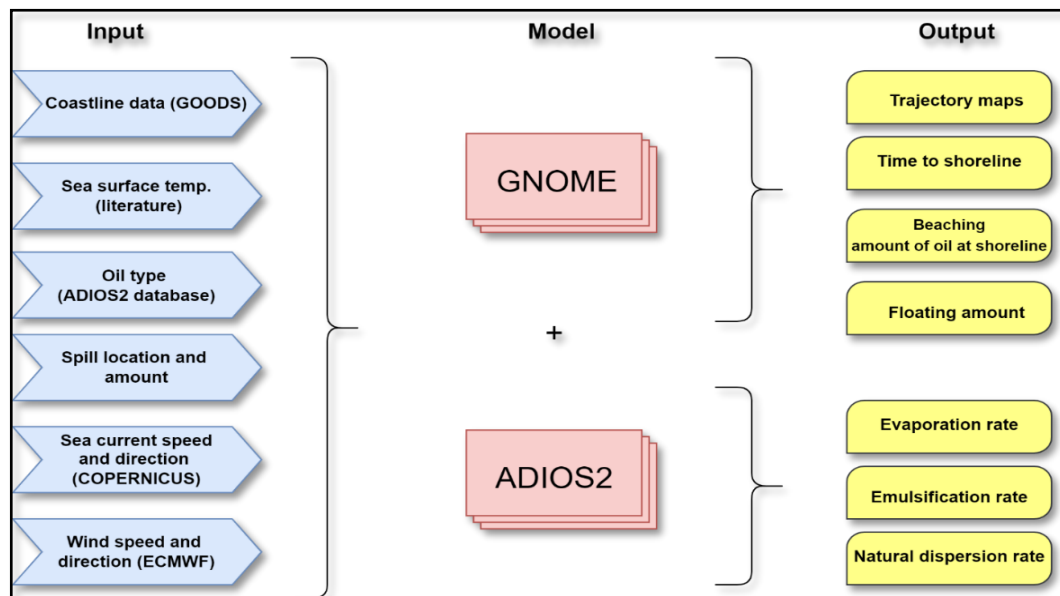 Input
Model
Output
Coastline data (GOODS)
Sea surface temp.
(literature)
Oil type
(ADIOS2 database)
Spill location and
amount
Sea current speed
and direction
(COPERNICUS)
Wind speed and
direction (ECMWF)
GNOME
+
ADIOS2
Trajectory maps
Time to shoreline
Beaching
amount of oil at shoreline
Floating amount
Evaporation rate
Emulsification rate
Natural dispersion rate